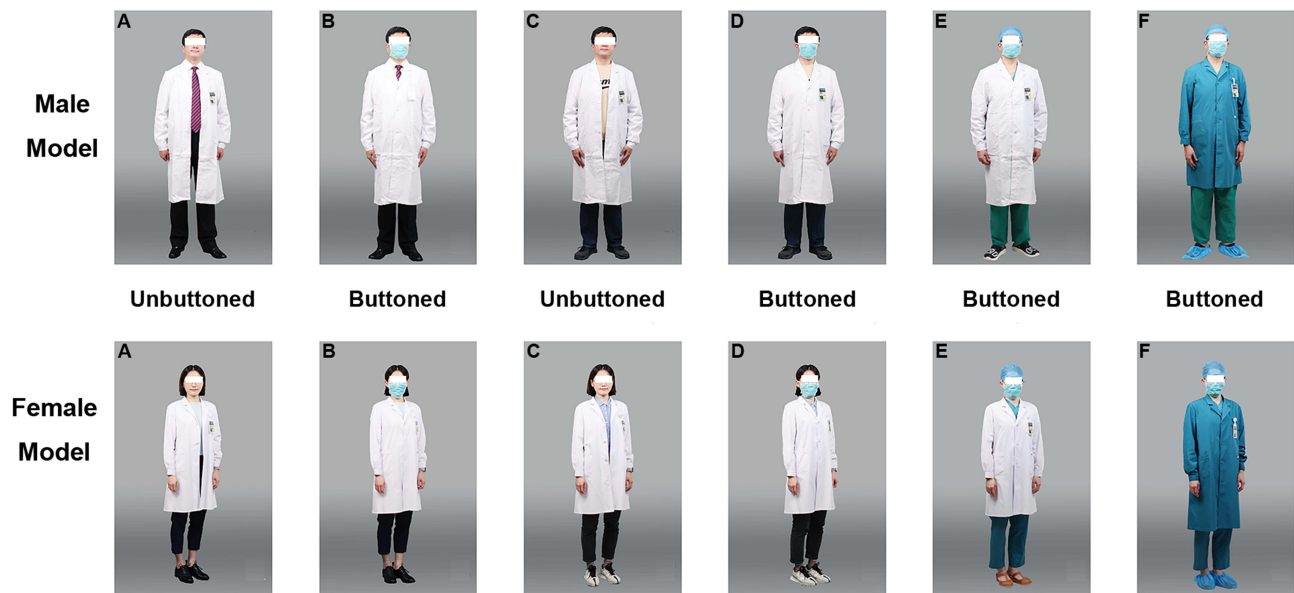 A B C D E F
Male
Model
Unbuttoned Buttoned Unbuttoned Buttoned Buttoned Buttoned
A B C D E F
Female
Model